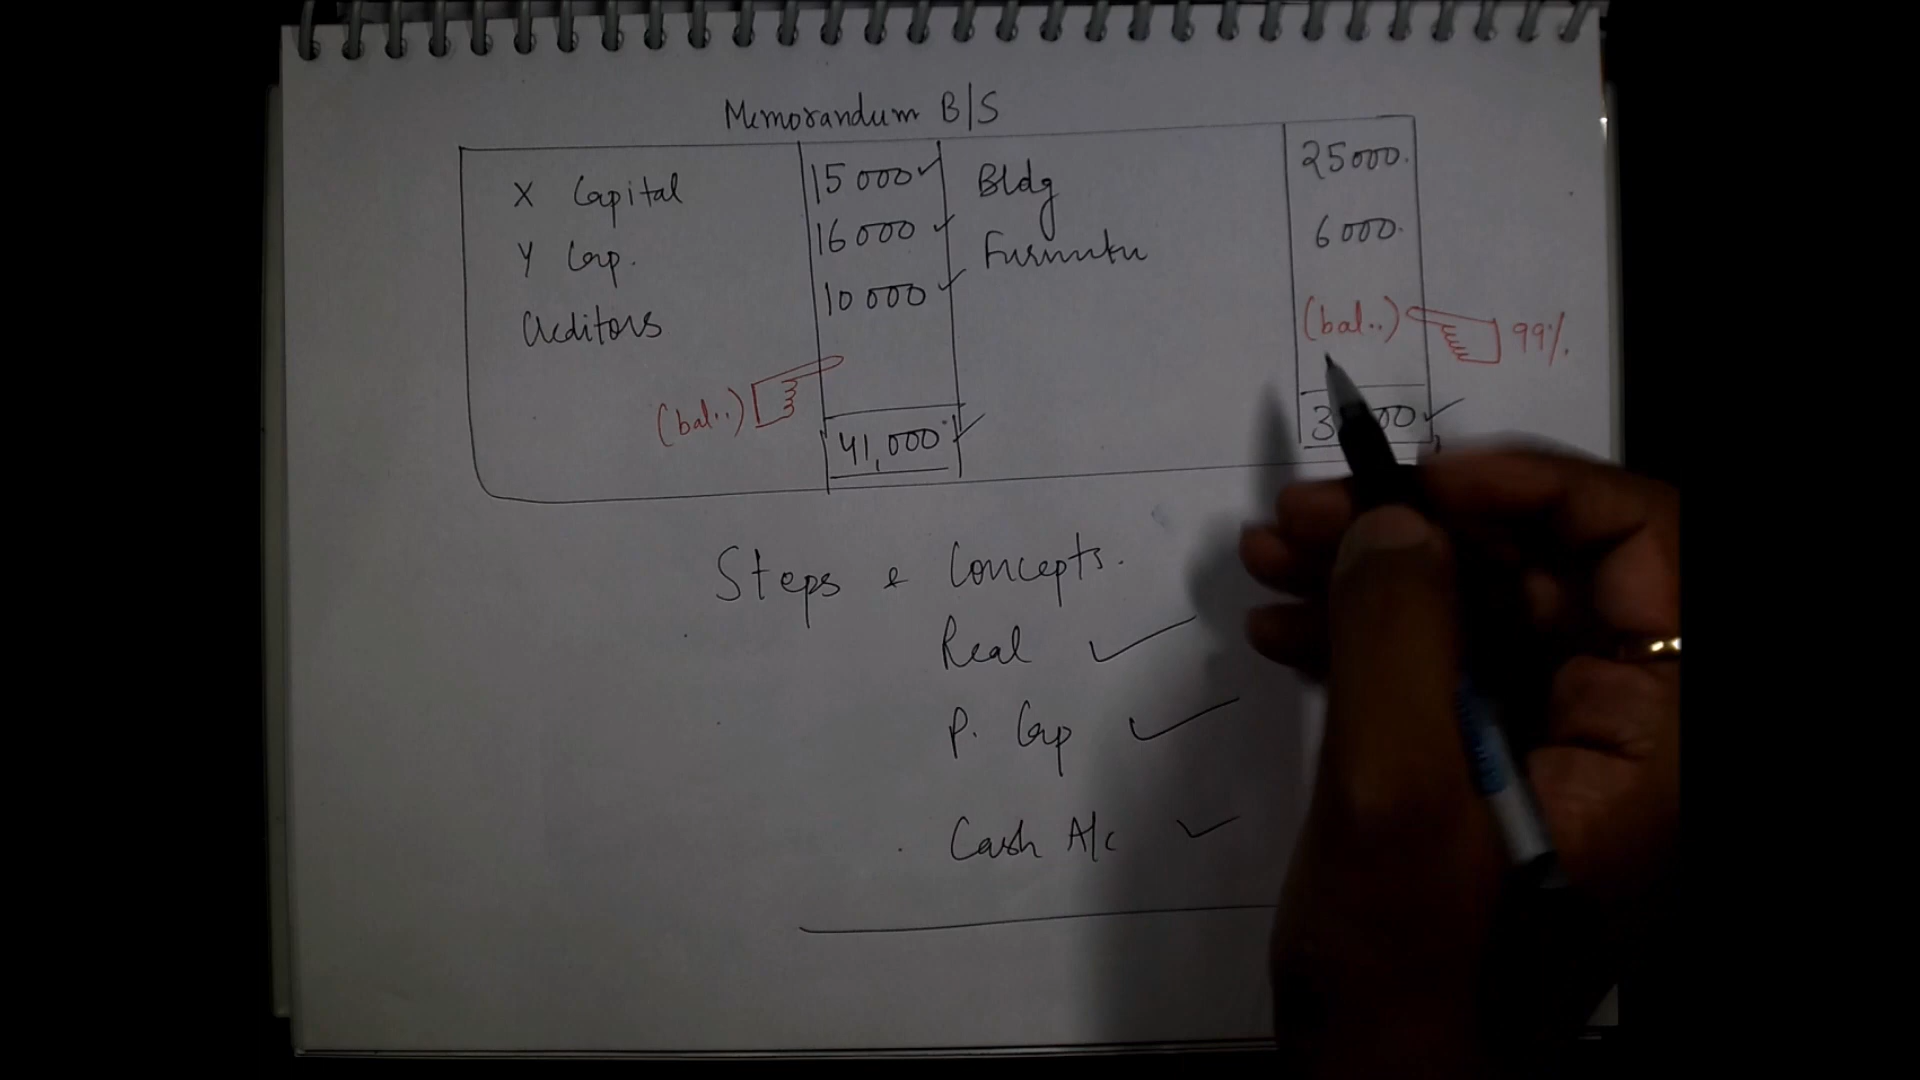 Memorandum B/S
X Capital 15000 Bldg 25000.
Y Cap. 16000 Furnitu 6000.
Creditors 10000 (bal..) 99%.
(bal..)
41,000
Steps & Concepts.
Real
P. Cap
Cash A/c